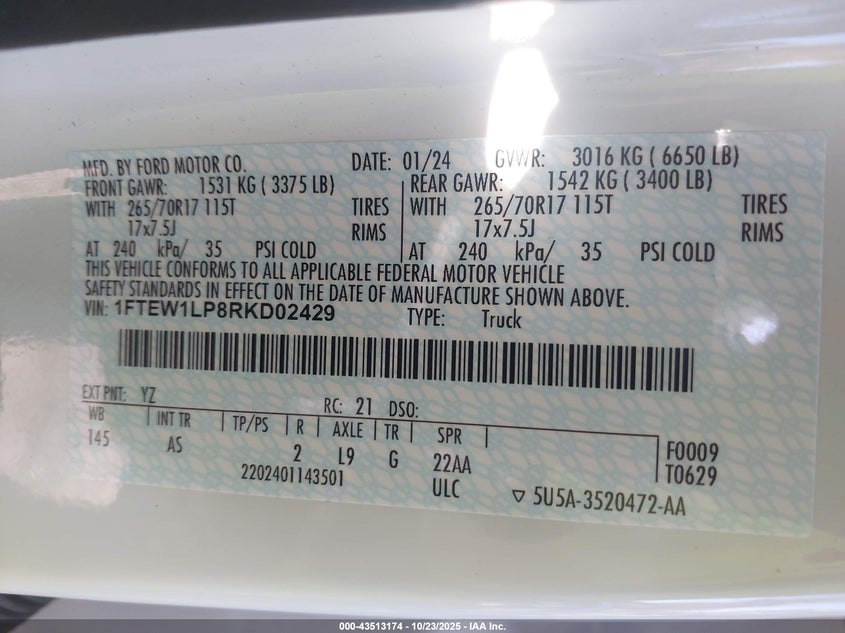 MFD. BY FORD MOTOR CO. DATE: 01/24 GVWR: 3016 KG ( 6650 LB)
FRONT GAWR: 1531 KG ( 3375 LB) REAR GAWR: 1542 KG ( 3400 LB)
WITH 265/70R17 115T TIRES WITH 265/70R17 115T TIRES
17x7.5J RIMS 17x7.5J RIMS
AT 240 kPa/ 35 PSI COLD AT 240 kPa/ 35 PSI COLD
THIS VEHICLE CONFORMS TO ALL APPLICABLE FEDERAL MOTOR VEHICLE
SAFETY STANDARDS IN EFFECT ON THE DATE OF MANUFACTURE SHOWN ABOVE.
VIN: 1FTEW1LP8RKD02429 TYPE: Truck
EXT PNT: YZ RC: 21 DSO:
WB INT TR TP/PS R AXLE TR SPR F0009
145 AS 2 L9 G 22AA T0629
2202401143501 ULC ▽ 5U5A-3520472-AA
000-43513174 - 10/23/2025 - IAA Inc.